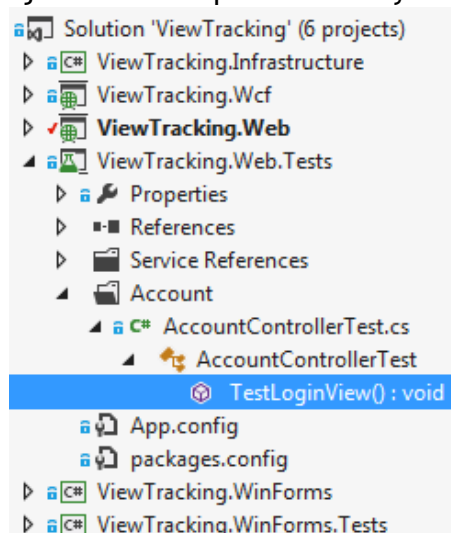 Solution 'ViewTracking' (6 projects)
C# ViewTracking.Infrastructure
ViewTracking.Wcf
ViewTracking.Web
ViewTracking.Web.Tests
Properties
References
Service References
Account
C# AccountControllerTest.cs
AccountControllerTest
TestLoginView() : void
App.config
packages.config
C# ViewTracking.WinForms
C# ViewTracking.WinForms.Tests